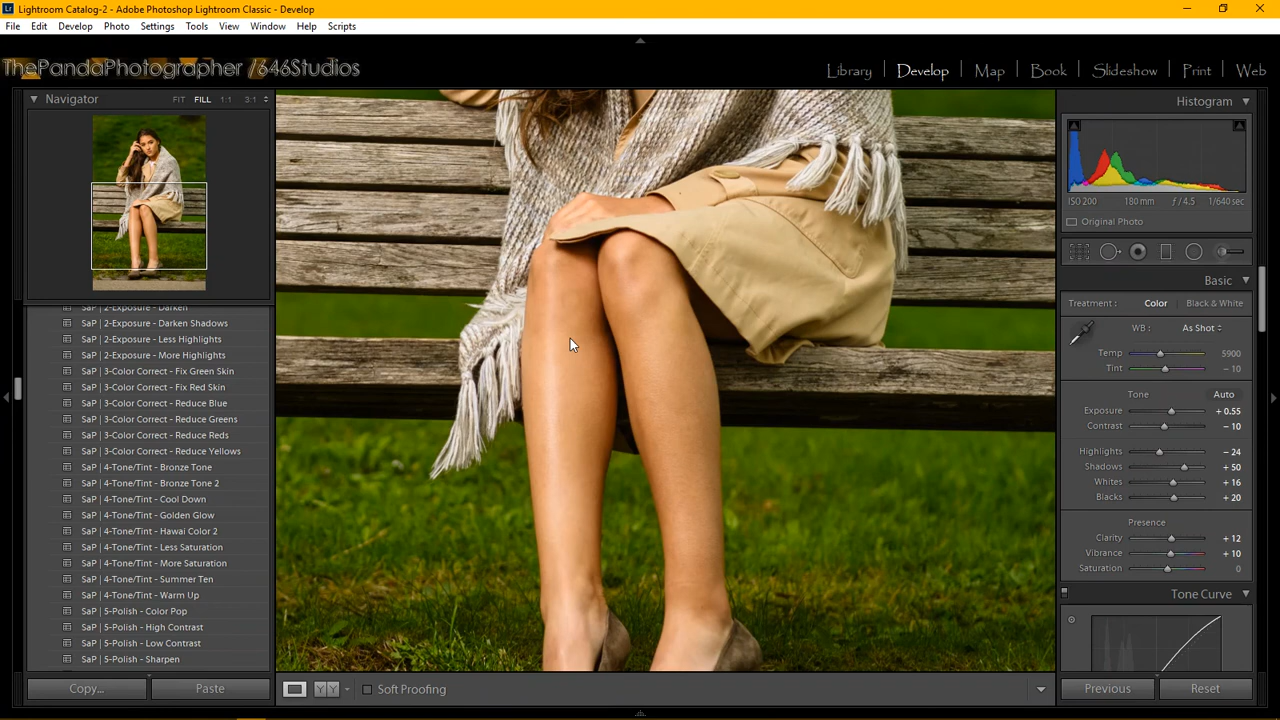 Lightroom Catalog-2 - Adobe Photoshop Lightroom Classic - Develop
File Edit Develop Photo Settings Tools View Window Help Scripts
ThePandaPhotographer /646Studios
Library Develop Map Book Slideshow Print Web
Navigator FIT FILL 1:1 3:1
Histogram
ISO 200 180 mm f / 4.5 1/640 sec
Original Photo
Basic
Treatment : Color Black & White
WB : As Shot
Temp 5900
Tint - 10
Tone Auto
Exposure + 0.55
Contrast - 10
Highlights - 24
Shadows + 50
Whites + 16
Blacks + 20
Presence
Clarity + 12
Vibrance + 10
Saturation 0
Tone Curve
SaP | 2-Exposure - Darken
SaP | 2-Exposure - Darken Shadows
SaP | 2-Exposure - Less Highlights
SaP | 2-Exposure - More Highlights
SaP | 3-Color Correct - Fix Green Skin
SaP | 3-Color Correct - Fix Red Skin
SaP | 3-Color Correct - Reduce Blue
SaP | 3-Color Correct - Reduce Greens
SaP | 3-Color Correct - Reduce Reds
SaP | 3-Color Correct - Reduce Yellows
SaP | 4-Tone/Tint - Bronze Tone
SaP | 4-Tone/Tint - Bronze Tone 2
SaP | 4-Tone/Tint - Cool Down
SaP | 4-Tone/Tint - Golden Glow
SaP | 4-Tone/Tint - Hawai Color 2
SaP | 4-Tone/Tint - Less Saturation
SaP | 4-Tone/Tint - More Saturation
SaP | 4-Tone/Tint - Summer Ten
SaP | 4-Tone/Tint - Warm Up
SaP | 5-Polish - Color Pop
SaP | 5-Polish - High Contrast
SaP | 5-Polish - Low Contrast
SaP | 5-Polish - Sharpen
Copy... Paste
Y Y Soft Proofing
Previous Reset